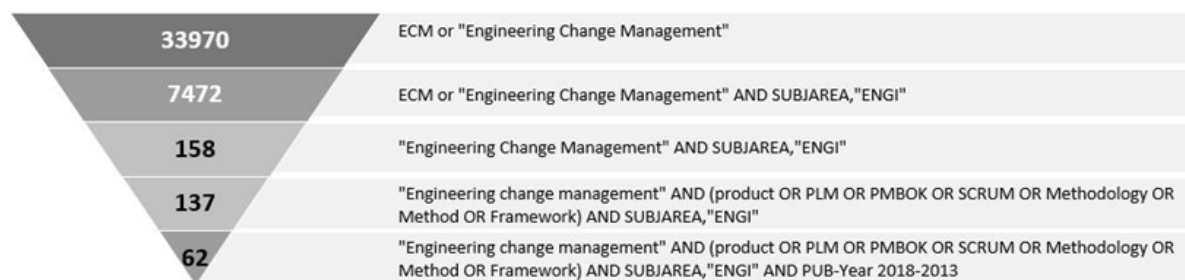 33970
ECM or "Engineering Change Management"
7472
ECM or "Engineering Change Management" AND SUBJAREA,"ENGI"
158
"Engineering Change Management" AND SUBJAREA,"ENGI"
137
"Engineering change management" AND (product OR PLM OR PMBOK OR SCRUM OR Methodology OR
Method OR Framework) AND SUBJAREA,"ENGI"
62
"Engineering change management" AND (product OR PLM OR PMBOK OR SCRUM OR Methodology OR
Method OR Framework) AND SUBJAREA,"ENGI" AND PUB-Year 2018-2013